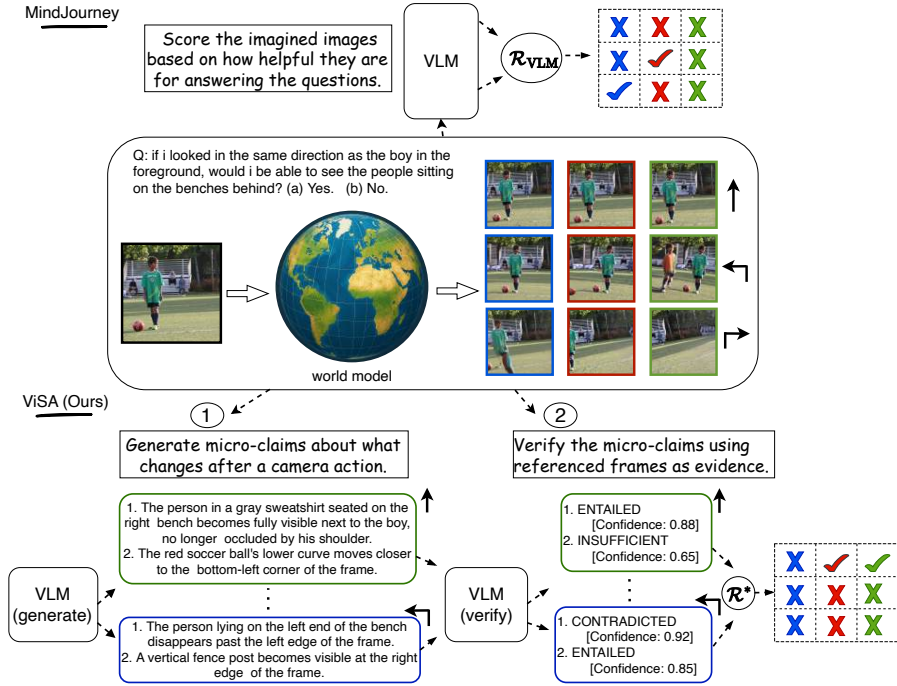 MindJourney
Score the imagined images
based on how helpful they are
for answering the questions.
VLM
R_VLM
Q: if i looked in the same direction as the boy in the
foreground, would i be able to see the people sitting
on the benches behind? (a) Yes. (b) No.
world model
ViSA (Ours)
1
2
Generate micro-claims about what
changes after a camera action.
Verify the micro-claims using
referenced frames as evidence.
VLM
(generate)
1. The person in a gray sweatshirt seated on the
right bench becomes fully visible next to the boy,
no longer occluded by his shoulder.
2. The red soccer ball's lower curve moves closer
to the bottom-left corner of the frame.
1. The person lying on the left end of the bench
disappears past the left edge of the frame.
2. A vertical fence post becomes visible at the right
edge of the frame.
VLM
(verify)
1. ENTAILED
[Confidence: 0.88]
2. INSUFFICIENT
[Confidence: 0.65]
1. CONTRADICTED
[Confidence: 0.92]
2. ENTAILED
[Confidence: 0.85]
R*